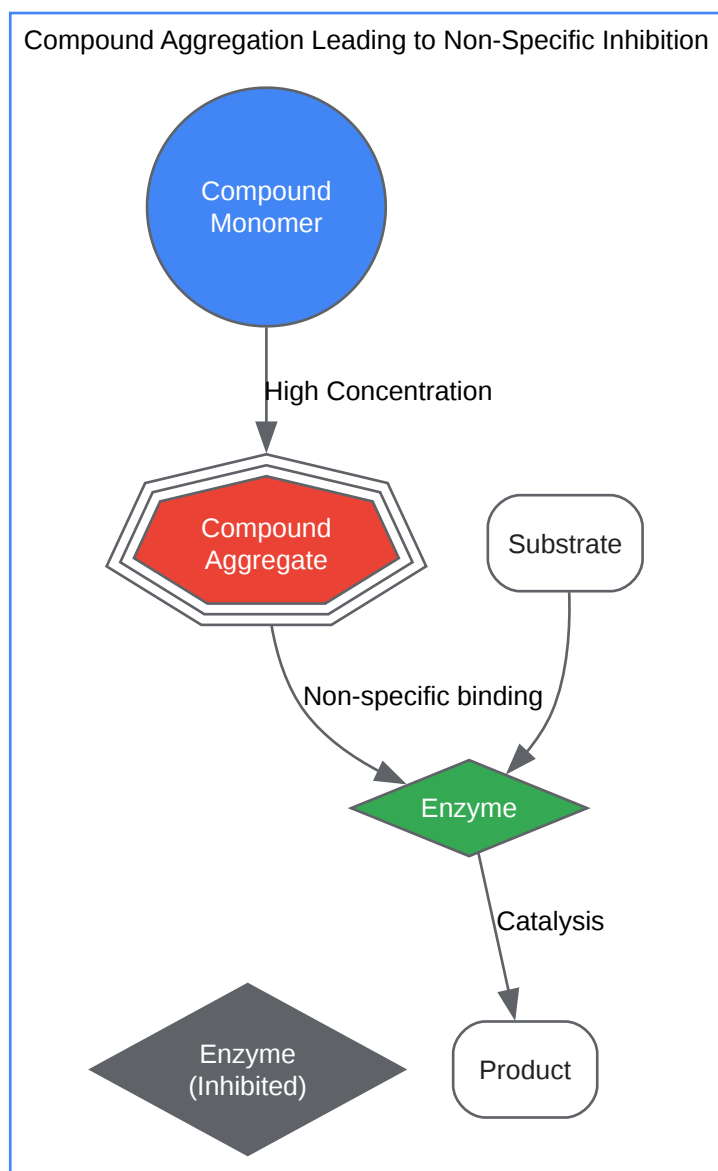 Compound Aggregation Leading to Non-Specific Inhibition
Compound
Monomer
High Concentration
Compound
Aggregate
Substrate
Non-specific binding
Enzyme
Catalysis
Enzyme
(Inhibited)
Product